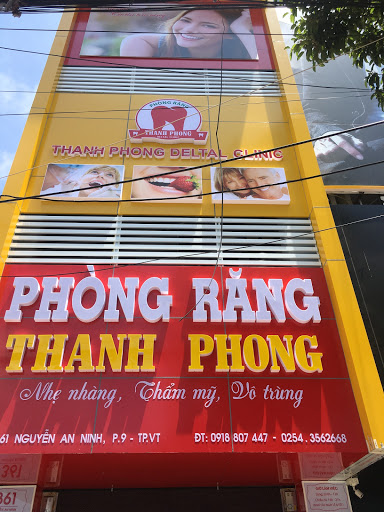 PHÒNG RĂNG
THANH PHONG
THANH PHONG DELTAL CLINIC
PHÒNG RĂNG
THANH PHONG
Nhẹ nhàng, Thẩm mỹ, Vô trùng
61 NGUYỄN AN NINH, P.9 - TP.VT ĐT: 0918 807 447 - 0254.3562668
361